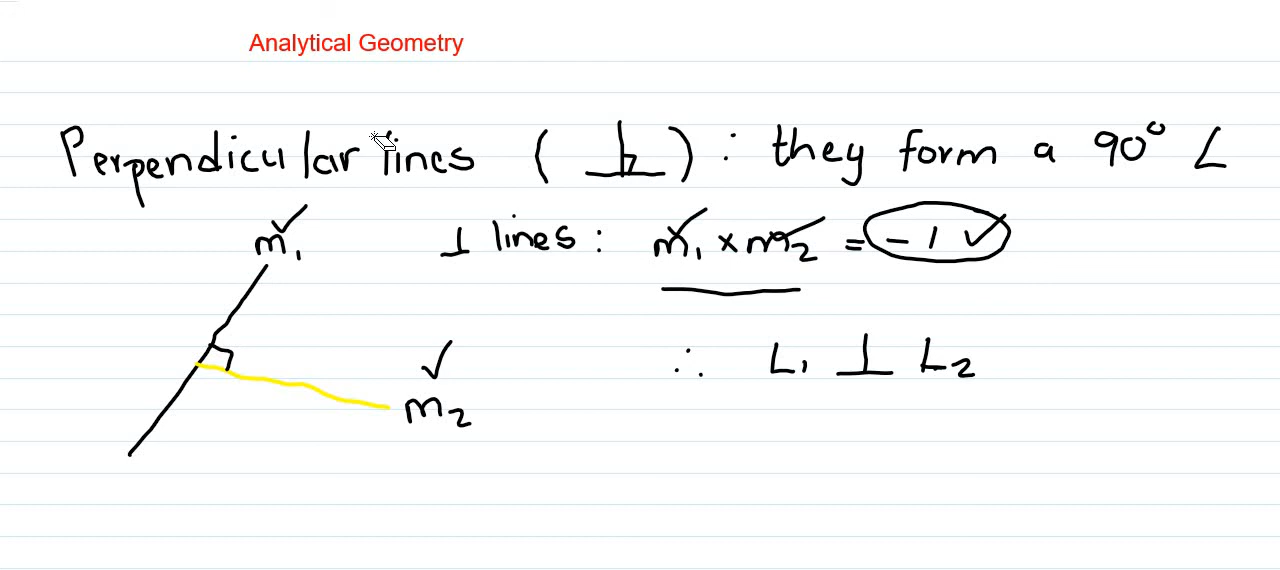 Analytical Geometry
Perpendicular lines ( ⊥ ) : they form a 90° ∠
m₁ ⊥ lines : m₁ × m₂ = -1
∴ L₁ ⊥ L₂
m₂